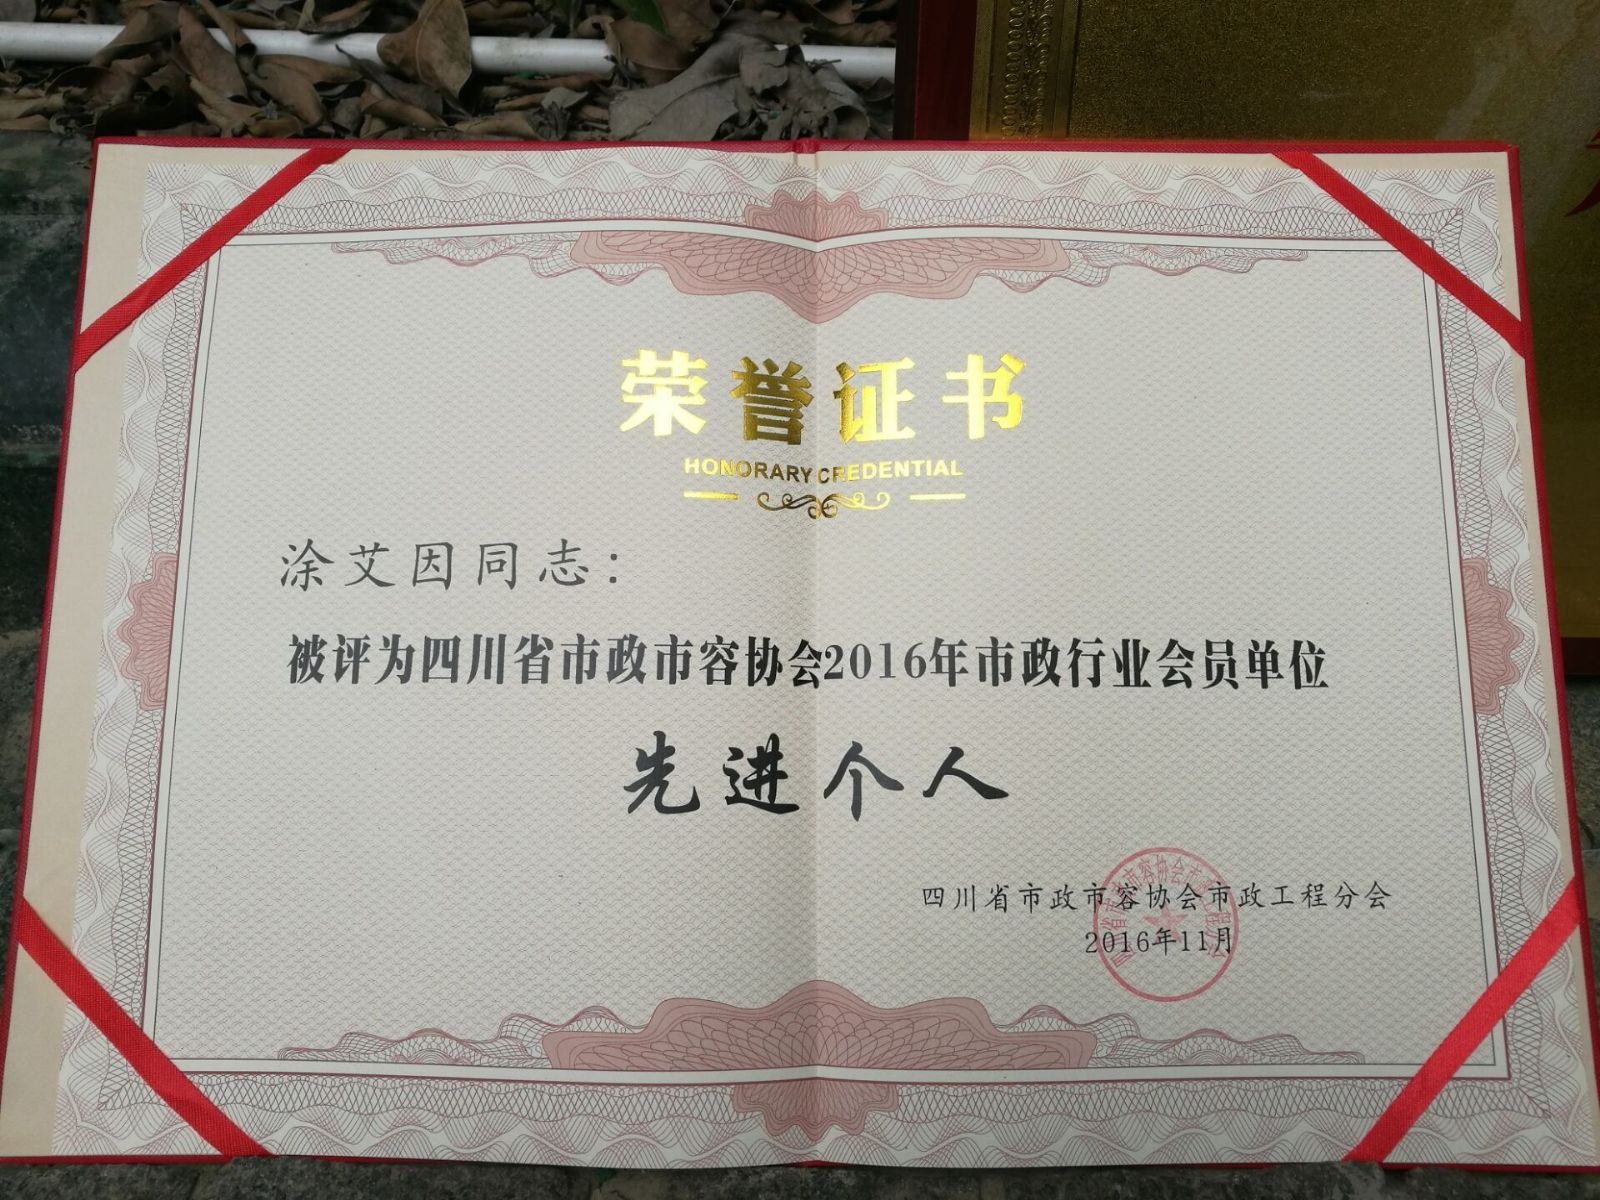 荣誉证书
HONORARY CREDENTIAL
涂艾因同志：
被评为四川省市政市容协会2016年市政行业会员单位
先进个人
四川省市政市容协会市政工程分会
2016年11月